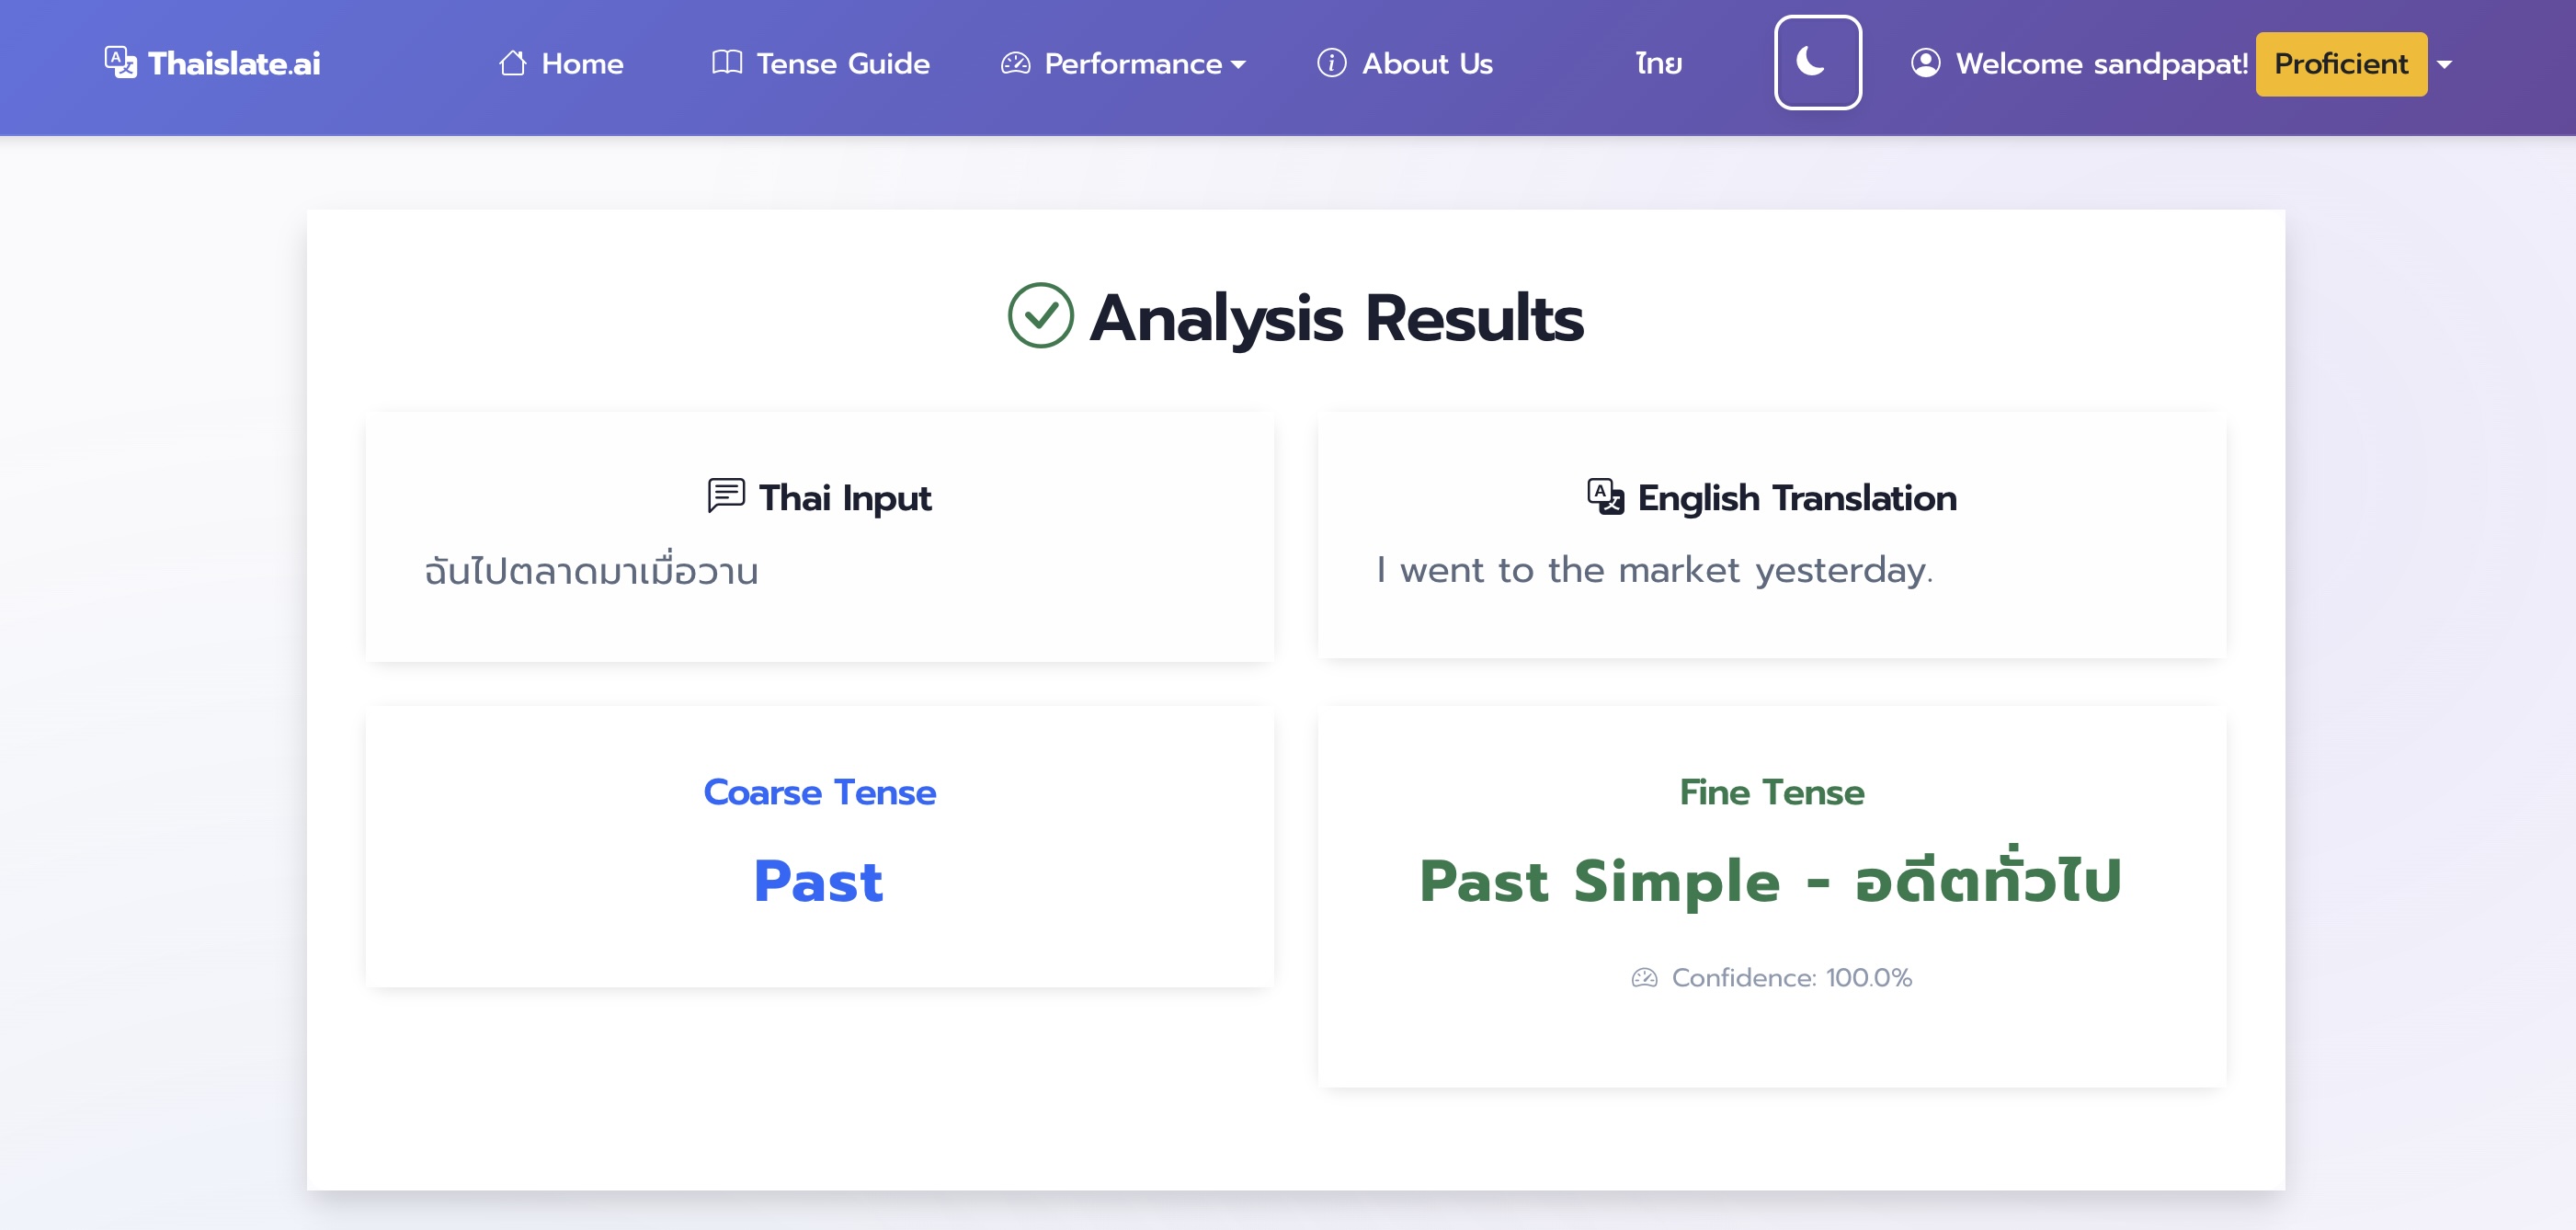 Thaislate.ai Home Tense Guide Performance About Us ไทย Welcome sandpapat! Proficient
Analysis Results
Thai Input
ฉันไปตลาดมาเมื่อวาน
English Translation
I went to the market yesterday.
Coarse Tense
Past
Fine Tense
Past Simple - อดีตทั่วไป
Confidence: 100.0%